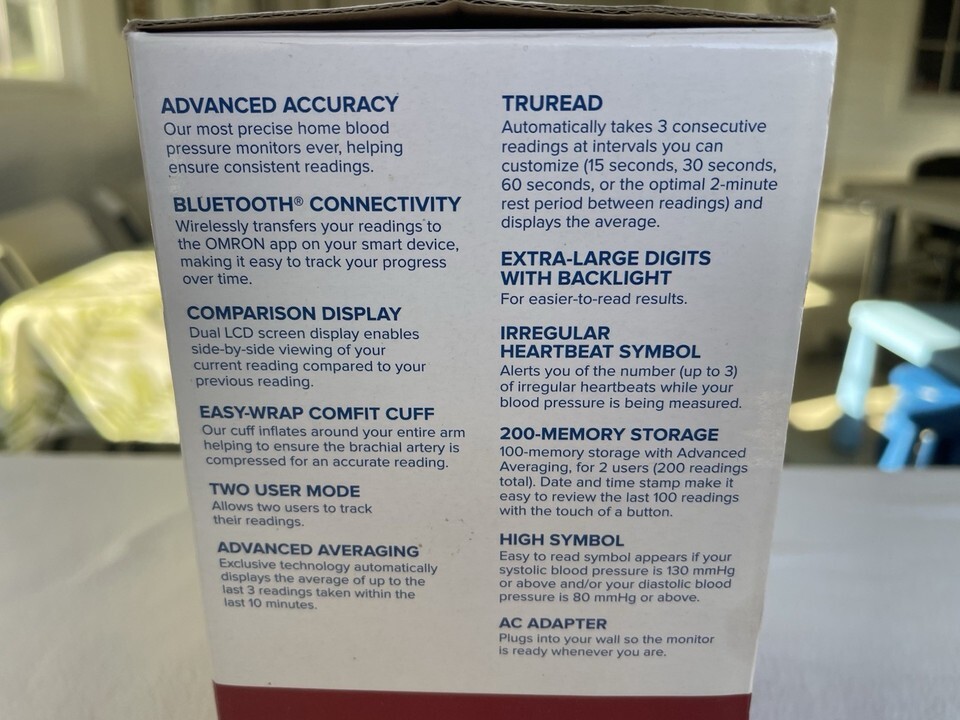 ADVANCED ACCURACY
Our most precise home blood
pressure monitors ever, helping
ensure consistent readings.
BLUETOOTH® CONNECTIVITY
Wirelessly transfers your readings to
the OMRON app on your smart device,
making it easy to track your progress
over time.
COMPARISON DISPLAY
Dual LCD screen display enables
side-by-side viewing of your
current reading compared to your
previous reading.
EASY-WRAP COMFIT CUFF
Our cuff inflates around your entire arm
helping to ensure the brachial artery is
compressed for an accurate reading.
TWO USER MODE
Allows two users to track
their readings.
ADVANCED AVERAGING
Exclusive technology automatically
displays the average of up to the
last 3 readings taken within the
last 10 minutes.
TRUREAD
Automatically takes 3 consecutive
readings at intervals you can
customize (15 seconds, 30 seconds,
60 seconds, or the optimal 2-minute
rest period between readings) and
displays the average.
EXTRA-LARGE DIGITS
WITH BACKLIGHT
For easier-to-read results.
IRREGULAR
HEARTBEAT SYMBOL
Alerts you of the number (up to 3)
of irregular heartbeats while your
blood pressure is being measured.
200-MEMORY STORAGE
100-memory storage with Advanced
Averaging, for 2 users (200 readings
total). Date and time stamp make it
easy to review the last 100 readings
with the touch of a button.
HIGH SYMBOL
Easy to read symbol appears if your
systolic blood pressure is 130 mmHg
or above and/or your diastolic blood
pressure is 80 mmHg or above.
AC ADAPTER
Plugs into your wall so the monitor
is ready whenever you are.